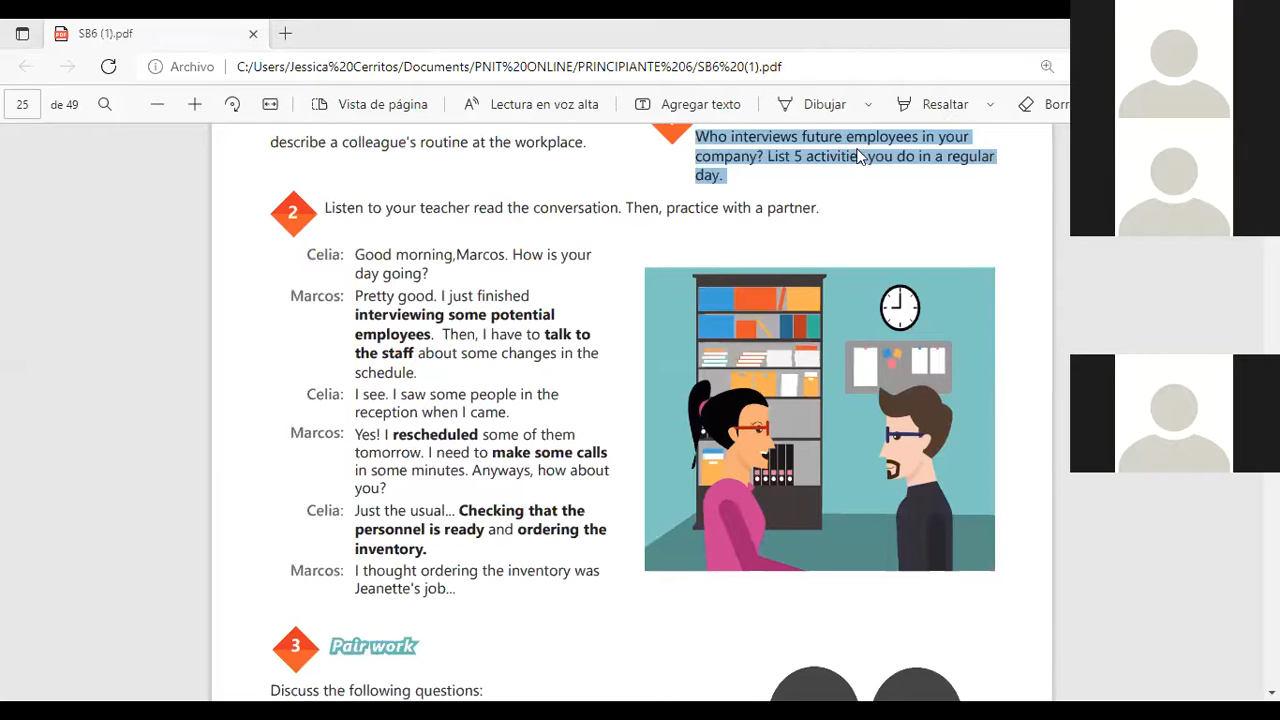 SB6 (1).pdf
Archivo
C:/Users/Jessica%20Cerritos/Documents/PNIT%20ONLINE/PRINCIPIANTE%206/SB6%20(1).pdf
25
de 49
Vista de página
Lectura en voz alta
Agregar texto
Dibujar
Resaltar
Borr
describe a colleague's routine at the workplace.
Who interviews future employees in your
company? List 5 activities you do in a regular
day.
2
Listen to your teacher read the conversation. Then, practice with a partner.
Celia: Good morning,Marcos. How is your
day going?
Marcos: Pretty good. I just finished
interviewing some potential
employees. Then, I have to talk to
the staff about some changes in the
schedule.
Celia: I see. I saw some people in the
reception when I came.
Marcos: Yes! I rescheduled some of them
tomorrow. I need to make some calls
in some minutes. Anyways, how about
you?
Celia: Just the usual... Checking that the
personnel is ready and ordering the
inventory.
Marcos: I thought ordering the inventory was
Jeanette's job...
3
Pair work
Discuss the following questions: